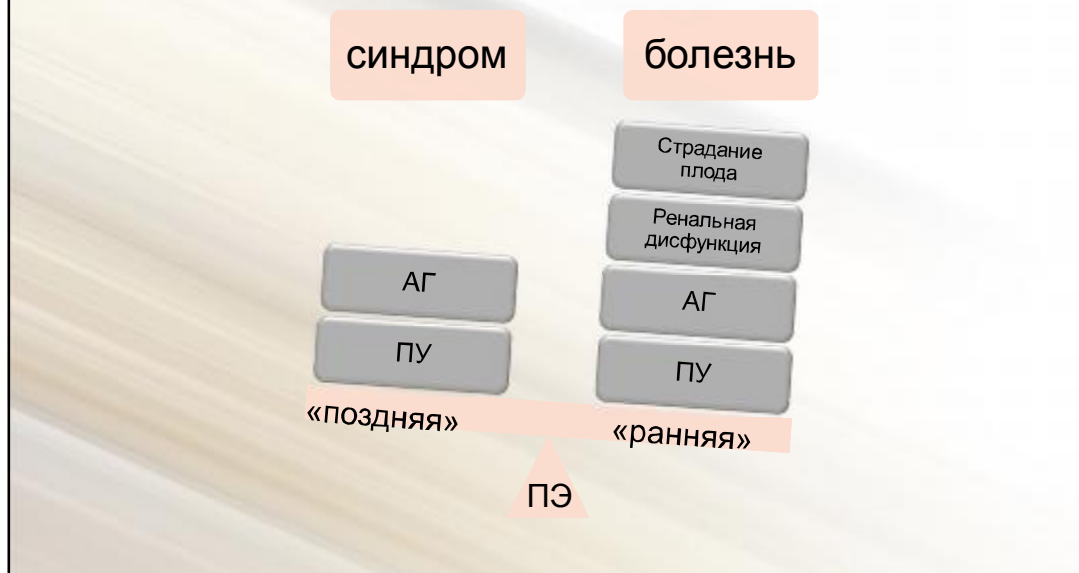 синдром
болезнь
Страдание
плода
Ренальная
дисфункция
АГ
АГ
ПУ
ПУ
«поздняя»
«ранняя»
ПЭ